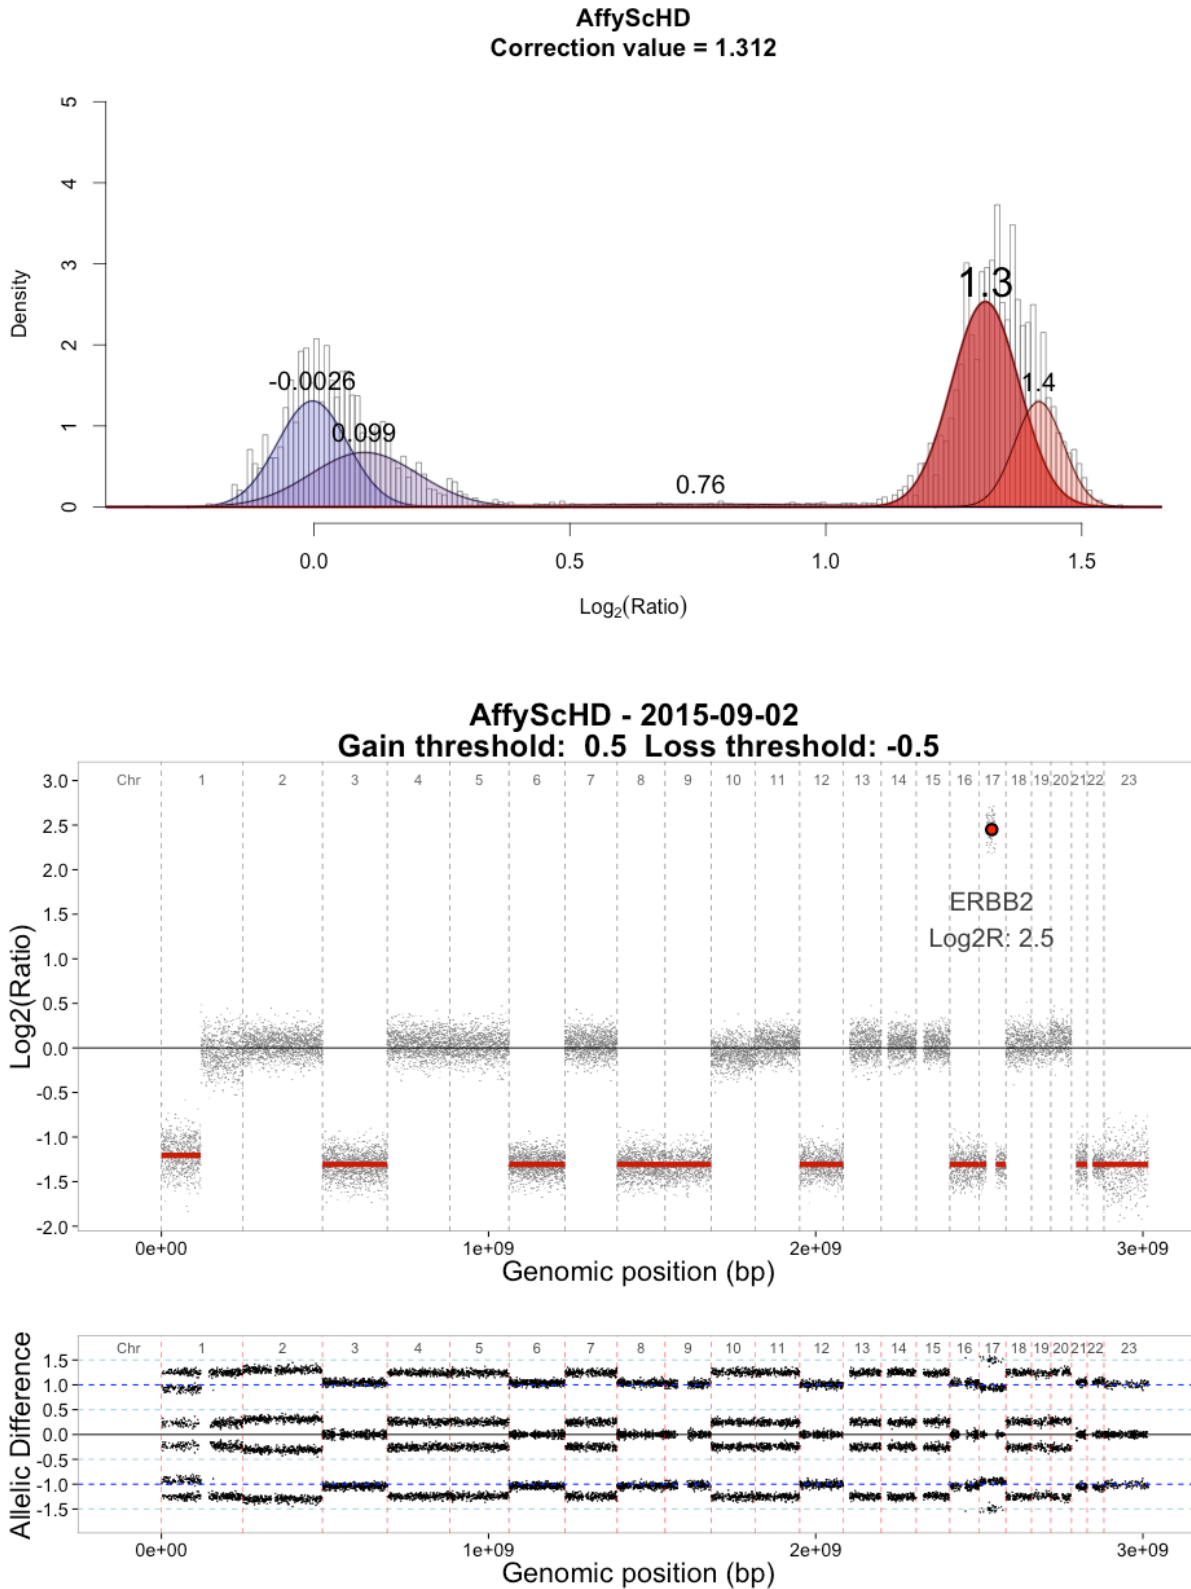 AffyScHD
Correction value = 1.312
5
4
3
2
1
0
Density
1.3
1.4
-0.0026
0.099
0.76
0.0 0.5 1.0 1.5
Log2(Ratio)
AffyScHD - 2015-09-02
Gain threshold: 0.5 Loss threshold: -0.5
Chr 1 2 3 4 5 6 7 8 9 10 11 12 13 14 15 16 17 18 19 20 21 22 23
3.0
2.5
2.0
1.5
1.0
0.5
0.0
-0.5
-1.0
-1.5
-2.0
Log2(Ratio)
ERBB2
Log2R: 2.5
0e+00 1e+09 2e+09 3e+09
Genomic position (bp)
Chr 1 2 3 4 5 6 7 8 9 10 11 12 13 14 15 16 17 18 19 20 21 22 23
1.5
1.0
0.5
0.0
-0.5
-1.0
-1.5
Allelic Difference
0e+00 1e+09 2e+09 3e+09
Genomic position (bp)